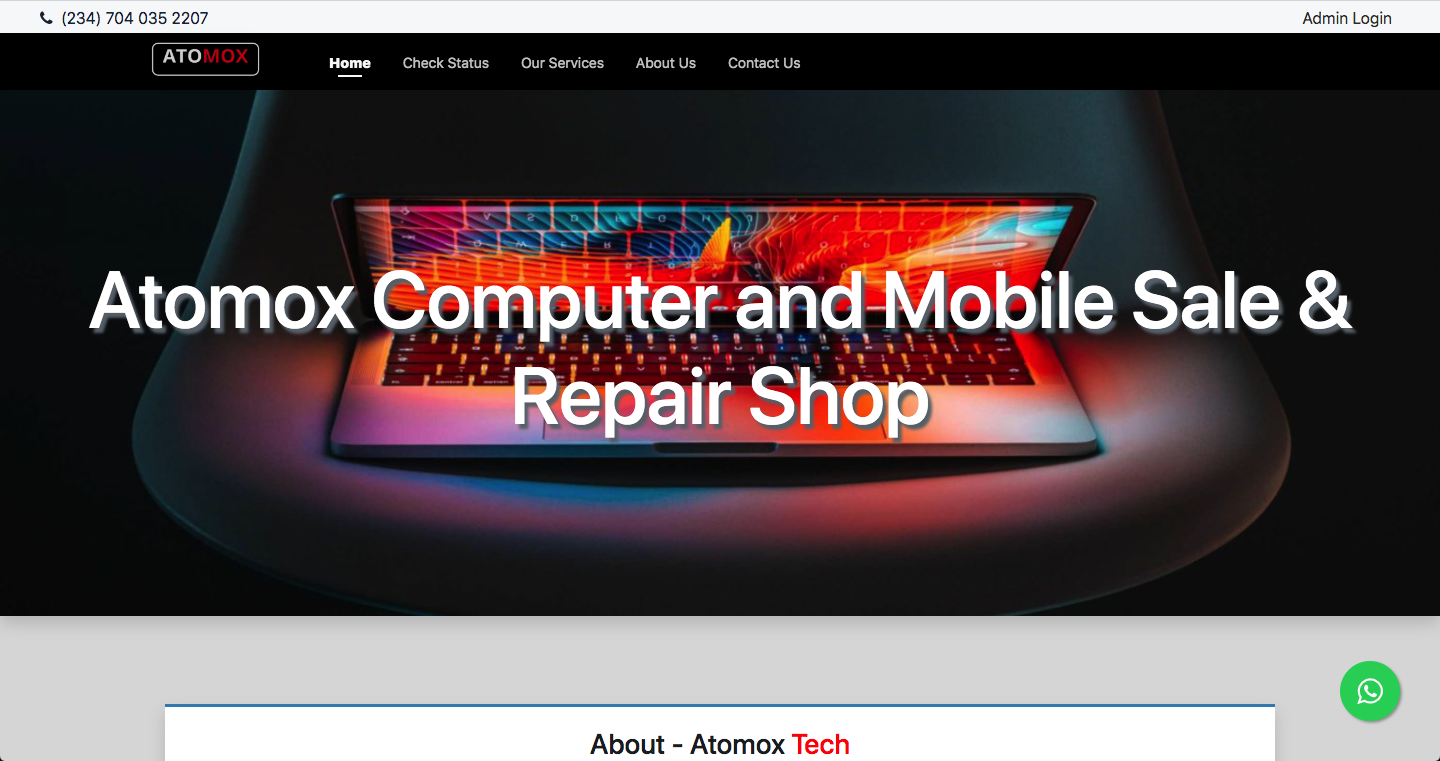 (234) 704 035 2207
Admin Login
ATOMOX
Home
Check Status
Our Services
About Us
Contact Us
Atomox Computer and Mobile Sale &
Repair Shop
About - Atomox Tech